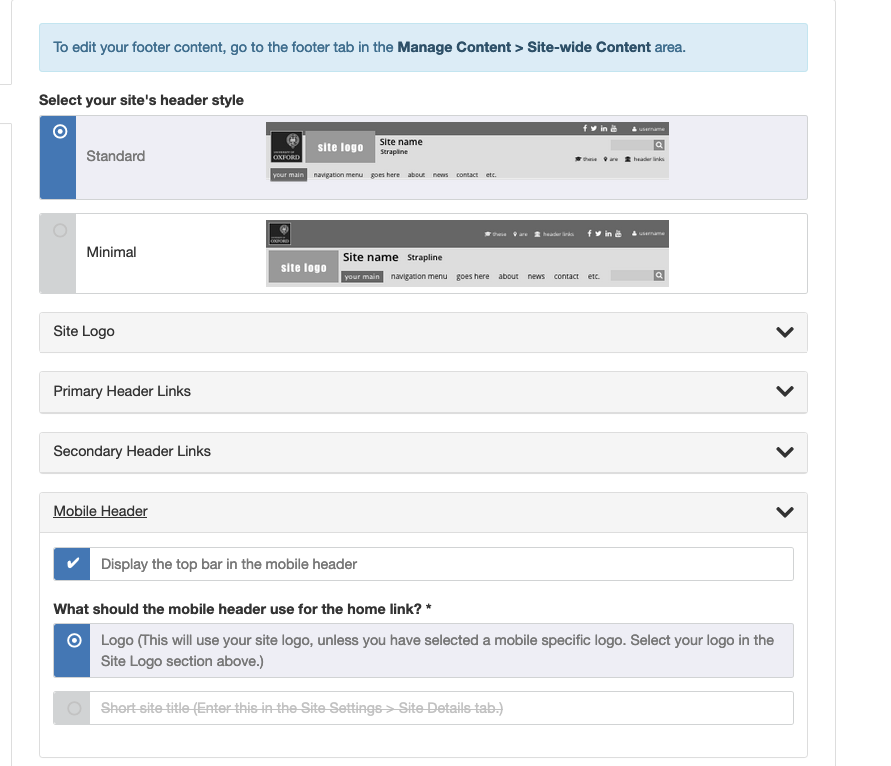 To edit your footer content, go to the footer tab in the Manage Content > Site-wide Content area.
Select your site's header style
Standard
username
OXFORD
site logo
Site name
Strapline
these are header links
your main navigation menu goes here about news contact etc.
Minimal
these are header links username
OXFORD
site logo
Site name Strapline
your main navigation menu goes here about news contact etc.
Site Logo
Primary Header Links
Secondary Header Links
Mobile Header
Display the top bar in the mobile header
What should the mobile header use for the home link? *
Logo (This will use your site logo, unless you have selected a mobile specific logo. Select your logo in the
Site Logo section above.)
Short site title (Enter this in the Site Settings > Site Details tab.)